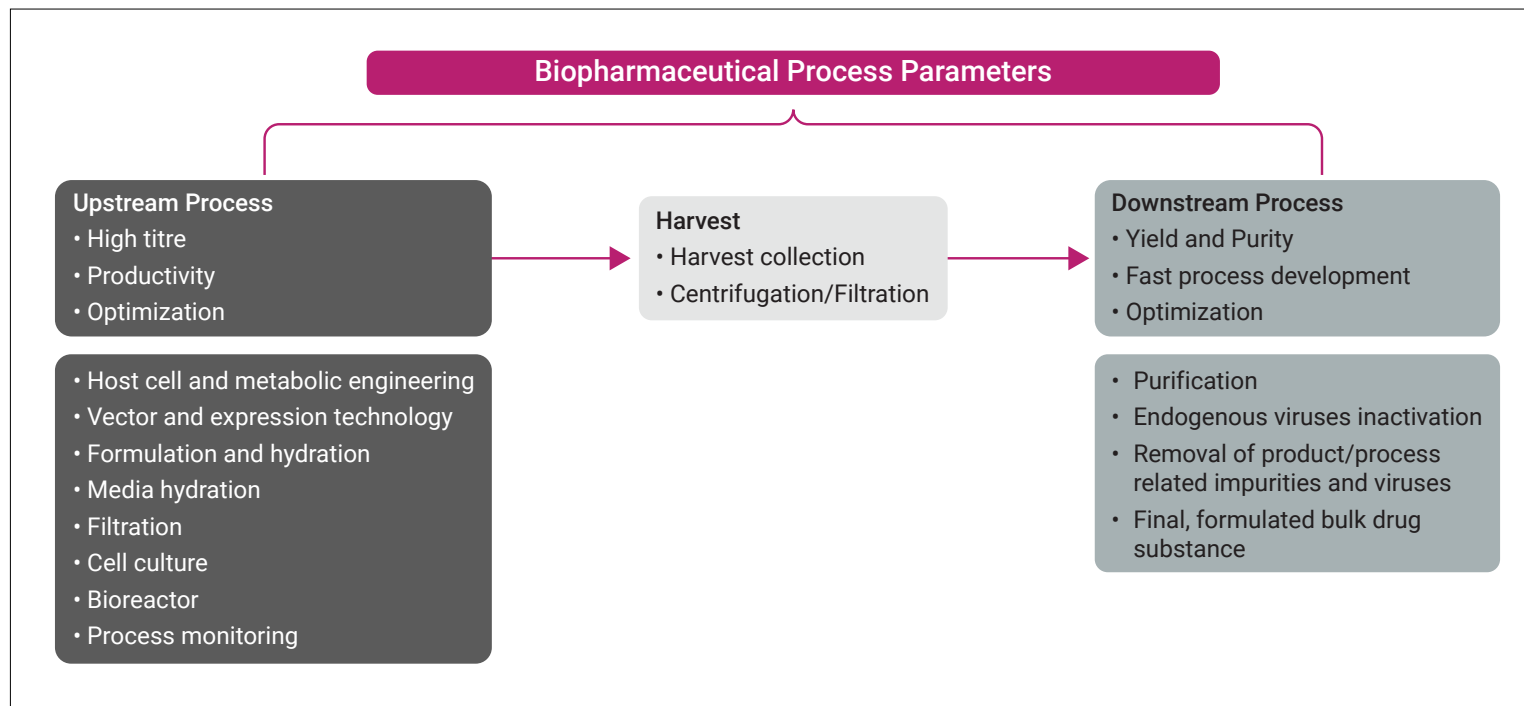 Biopharmaceutical Process Parameters
Upstream Process
• High titre
• Productivity
• Optimization
• Host cell and metabolic engineering
• Vector and expression technology
• Formulation and hydration
• Media hydration
• Filtration
• Cell culture
• Bioreactor
• Process monitoring
Harvest
• Harvest collection
• Centrifugation/Filtration
Downstream Process
• Yield and Purity
• Fast process development
• Optimization
• Purification
• Endogenous viruses inactivation
• Removal of product/process
related impurities and viruses
• Final, formulated bulk drug
substance